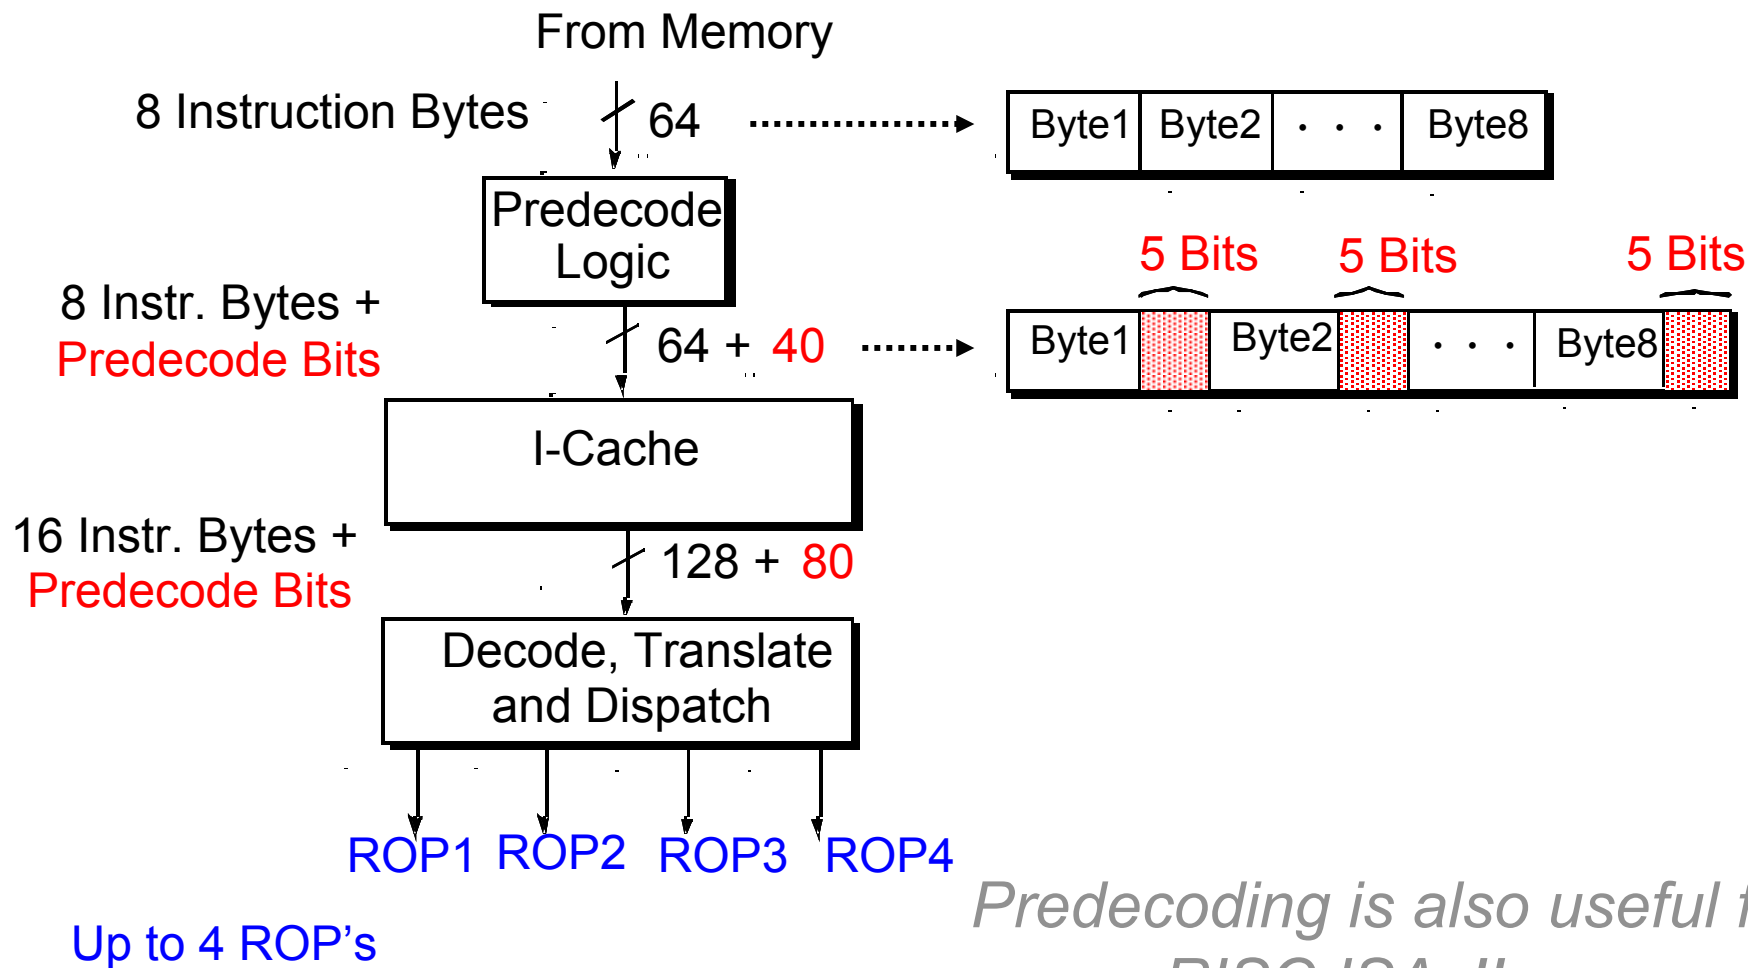 From Memory
8 Instruction Bytes
64
Byte1 Byte2 · · · Byte8
Predecode
Logic
5 Bits 5 Bits 5 Bits
8 Instr. Bytes +
Predecode Bits
64 + 40
Byte1 Byte2 · · · Byte8
I-Cache
16 Instr. Bytes +
Predecode Bits
128 + 80
Decode, Translate
and Dispatch
ROP1 ROP2 ROP3 ROP4
Predecoding is also useful f
Up to 4 ROP's
RISC ISA